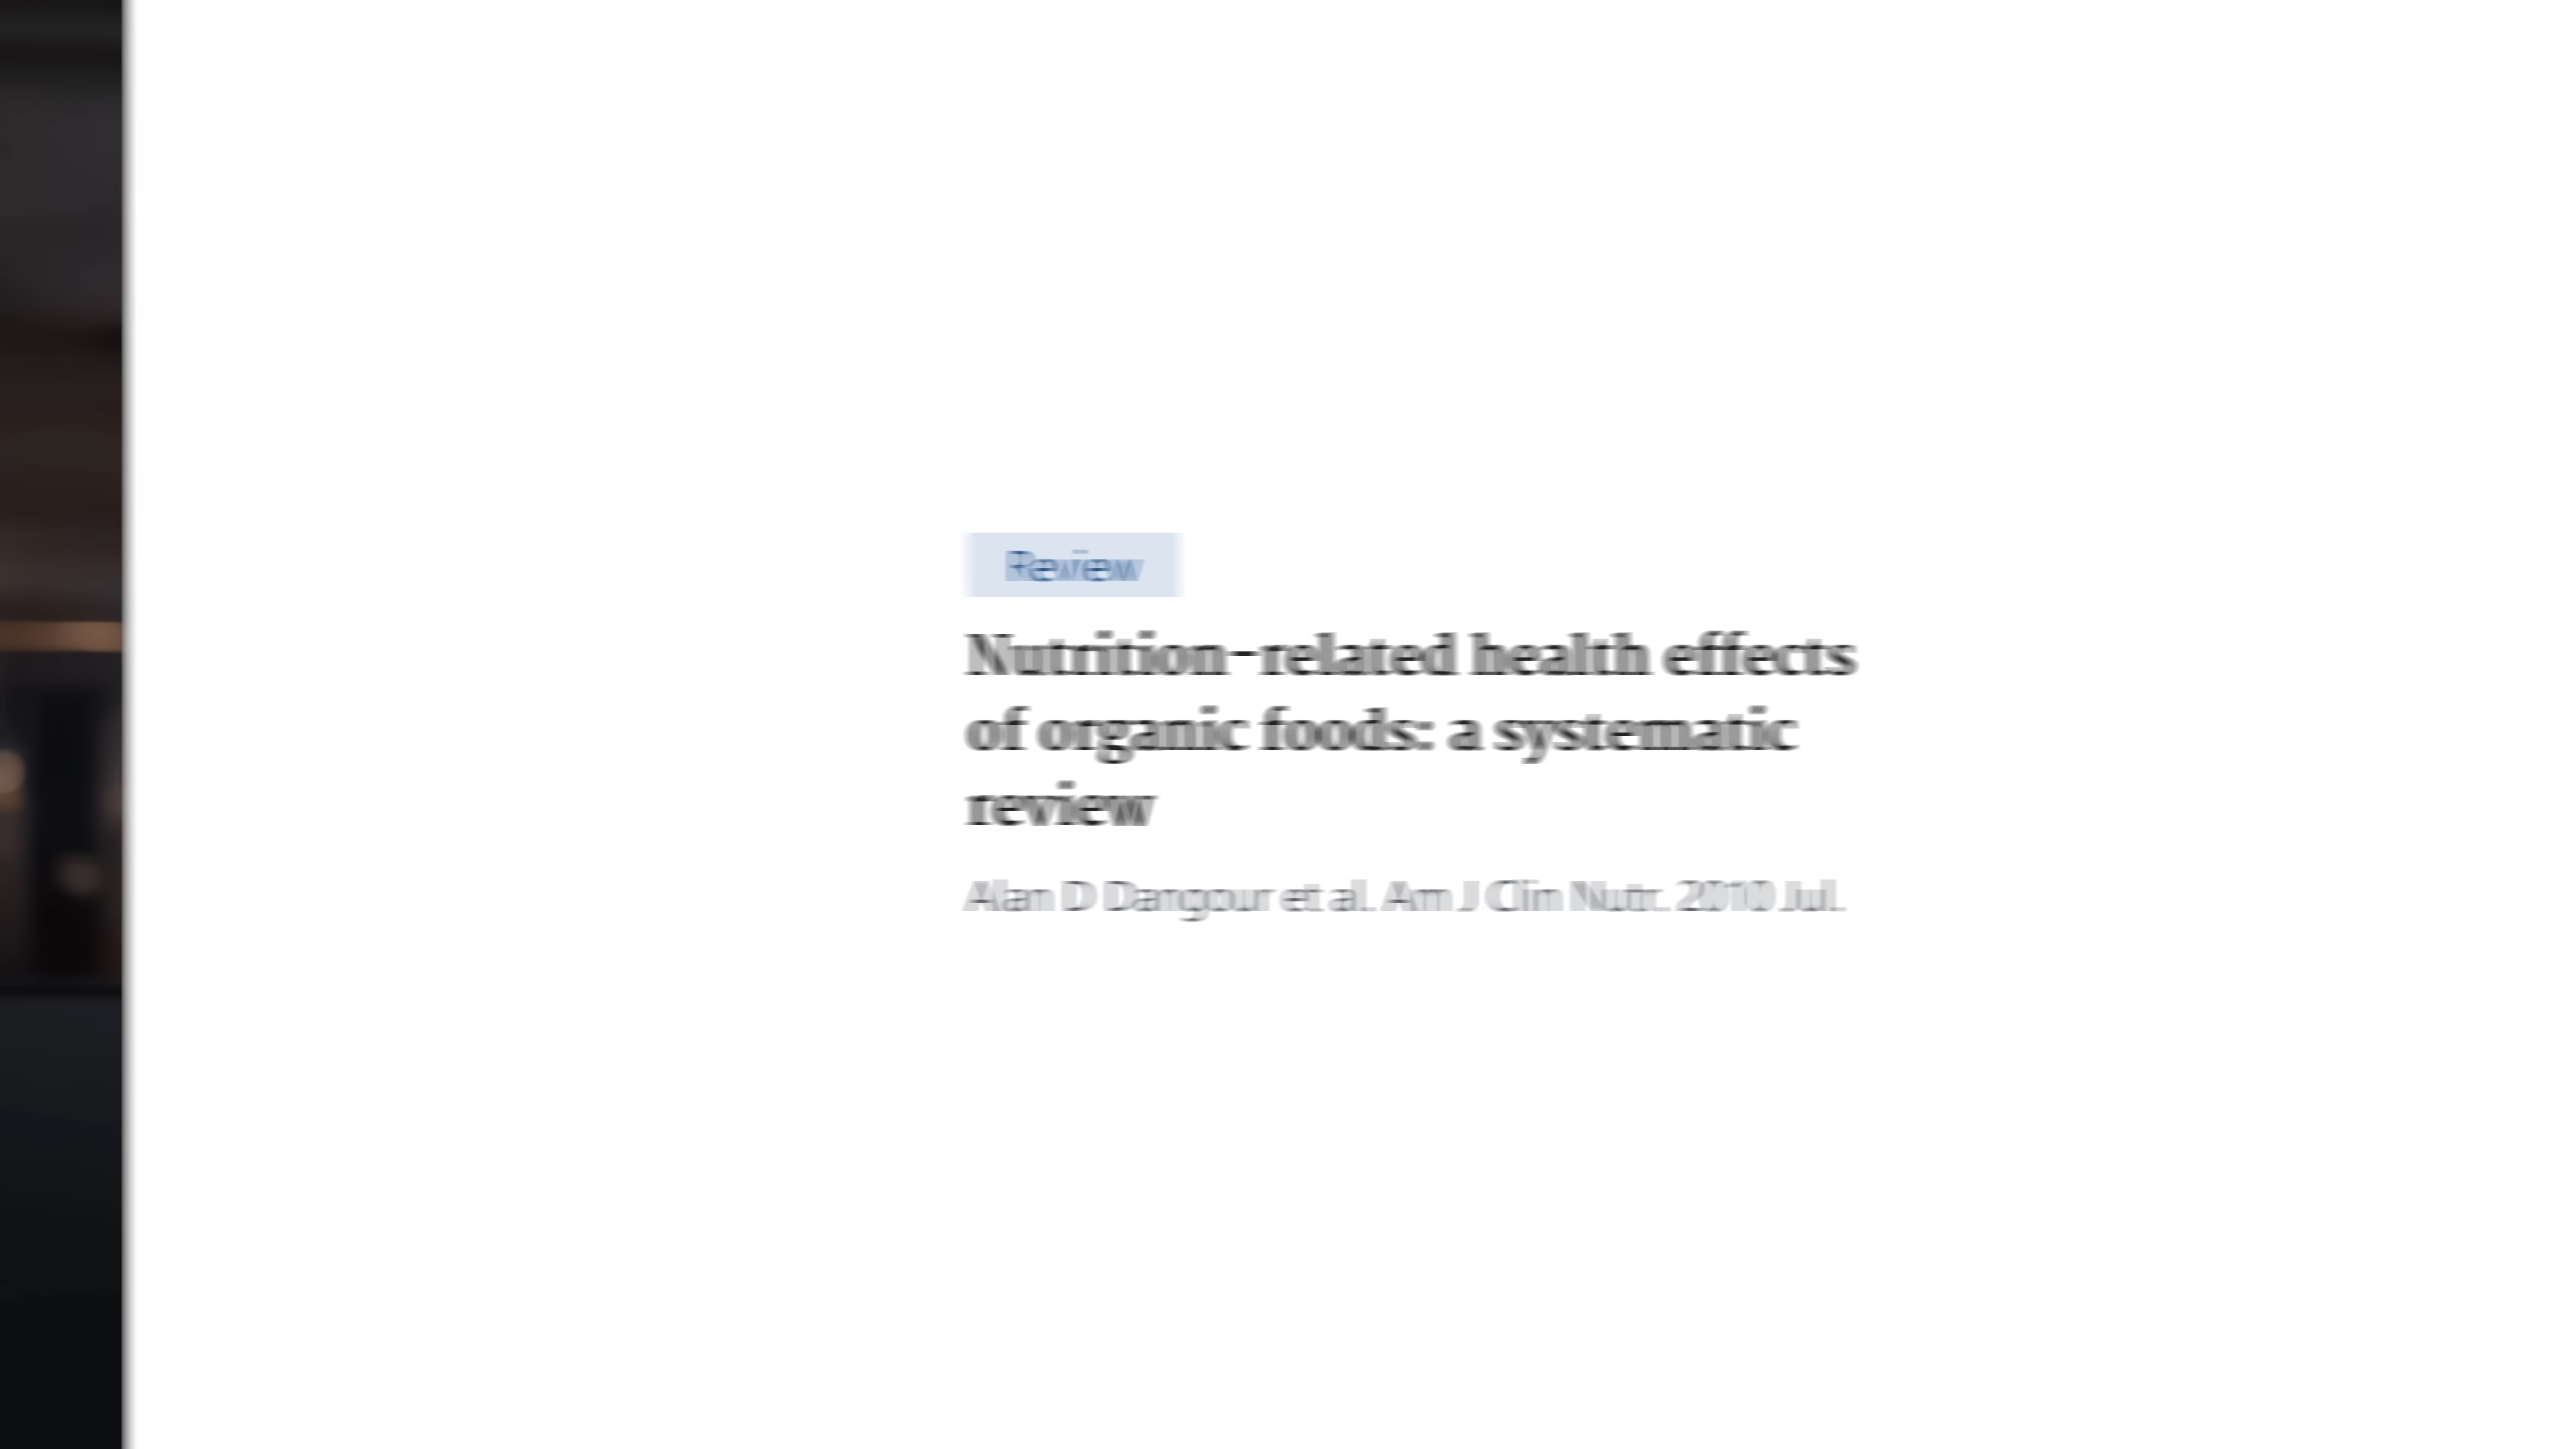 Review
Nutrition-related health effects
of organic foods: a systematic
review
Alan D Dangour et al. Am J Clin Nutr. 2010 Jul.